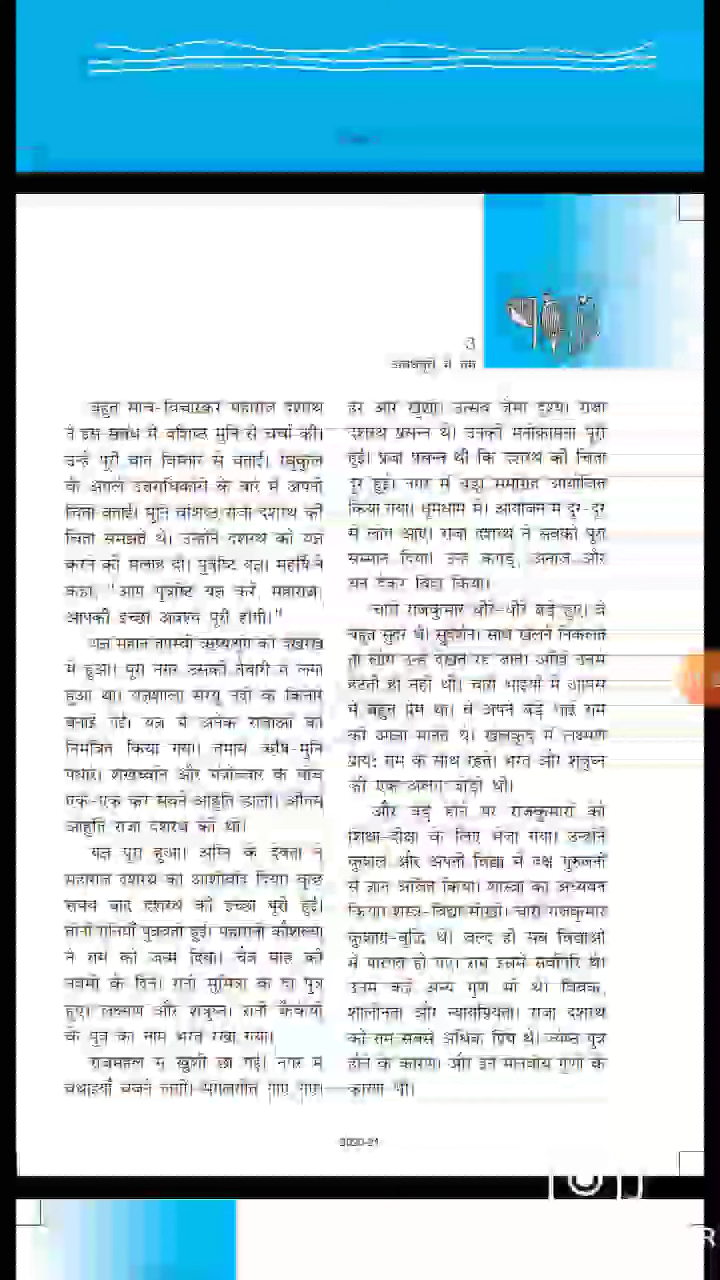 3
अवधपुरी में राम
बहुत सोच-विचारकर महाराज दशरथ
ने इस संबंध में वशिष्ठ मुनि से चर्चा की।
उन्हें पूरी बात विस्तार से बताई। रघुकुल
के अगले उत्तराधिकारी के बारे में अपनी
चिंता बताई। मुनि वशिष्ठ राजा दशरथ की
चिंता समझते थे। उन्होंने दशरथ को यज्ञ
करने की सलाह दी। पुत्रेष्टि यज्ञ। महर्षि ने
कहा, "आप पुत्रेष्टि यज्ञ करें, महाराज!
आपकी इच्छा अवश्य पूरी होगी।"
यज्ञ महान तपस्वी ऋष्यशृंग की देखरेख
में हुआ। पूरा नगर उसकी तैयारी में लगा
हुआ था। यज्ञशाला सरयू नदी के किनारे
बनाई गई। यज्ञ में अनेक राजाओं को
निमंत्रित किया गया। तमाम ऋषि-मुनि
पधारे। शंखध्वनि और मंत्रोच्चार के बीच
एक-एक कर सबने आहुति डाली। अंतिम
आहुति राजा दशरथ की थी।
यज्ञ पूरा हुआ। अग्नि के देवता ने
महाराज दशरथ को आशीर्वाद दिया। कुछ
समय बाद दशरथ की इच्छा पूरी हुई।
तीनों रानियाँ पुत्रवती हुईं। महारानी कौशल्या
ने राम को जन्म दिया। चैत्र माह की
नवमी के दिन। रानी सुमित्रा के दो पुत्र
हुए। लक्ष्मण और शत्रुघ्न। रानी कैकेयी
के पुत्र का नाम भरत रखा गया।
राजमहल में खुशी छा गई। नगर में
बधाइयाँ बजने लगीं। मंगलगीत गाए गए।
हर ओर खुशी। उत्सव जैसा दृश्य। राजा
दशरथ प्रसन्न थे। उनकी मनोकामना पूरी
हुई। प्रजा प्रसन्न थी कि दशरथ की चिंता
दूर हुई। नगर में बड़ा समारोह आयोजित
किया गया। धूमधाम से। आयोजन में दूर-दूर
से लोग आए। राजा दशरथ ने सबको पूरा
सम्मान दिया। उन्हें कपड़े, अनाज और
धन देकर विदा किया।
चारों राजकुमार धीरे-धीरे बड़े हुए। वे
बहुत सुंदर थे। सुदर्शन। साथ खेलने निकलते
तो लोग उन्हें देखते रह जाते। आँखें उनसे
हटती ही नहीं थीं। चारों भाइयों में आपस
में बहुत प्रेम था। वे अपने बड़े भाई राम
की आज्ञा मानते थे। खेलकूद में लक्ष्मण
प्राय: राम के साथ रहते। भरत और शत्रुघ्न
की एक अलग जोड़ी थी।
और बड़े होने पर राजकुमारों को
शिक्षा-दीक्षा के लिए भेजा गया। उन्होंने
कुशल और अपनी विद्या में दक्ष गुरुजनों
से ज्ञान अर्जित किया। शास्त्रों का अध्ययन
किया। शस्त्र-विद्या सीखी। चारों राजकुमार
कुशाग्र-बुद्धि थे। जल्द ही सब विद्याओं
में पारंगत हो गए। राम इसमें सर्वोपरि थे।
उनमें कई अन्य गुण भी थे। विवेक,
शालीनता और न्यायप्रियता। राजा दशरथ
को राम सबसे अधिक प्रिय थे। ज्येष्ठ पुत्र
होने के कारण। और इन मानवीय गुणों के
कारण भी।
2020-21